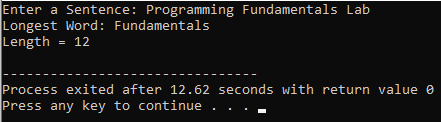 Enter a Sentence: Programming Fundamentals Lab
Longest Word: Fundamentals
Length = 12
--------------------------------
Process exited after 12.62 seconds with return value 0
Press any key to continue . . .